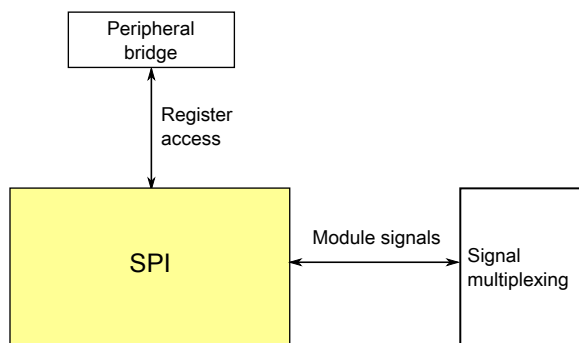 Peripheral
bridge
Register
access
SPI
Module signals
Signal
multiplexing